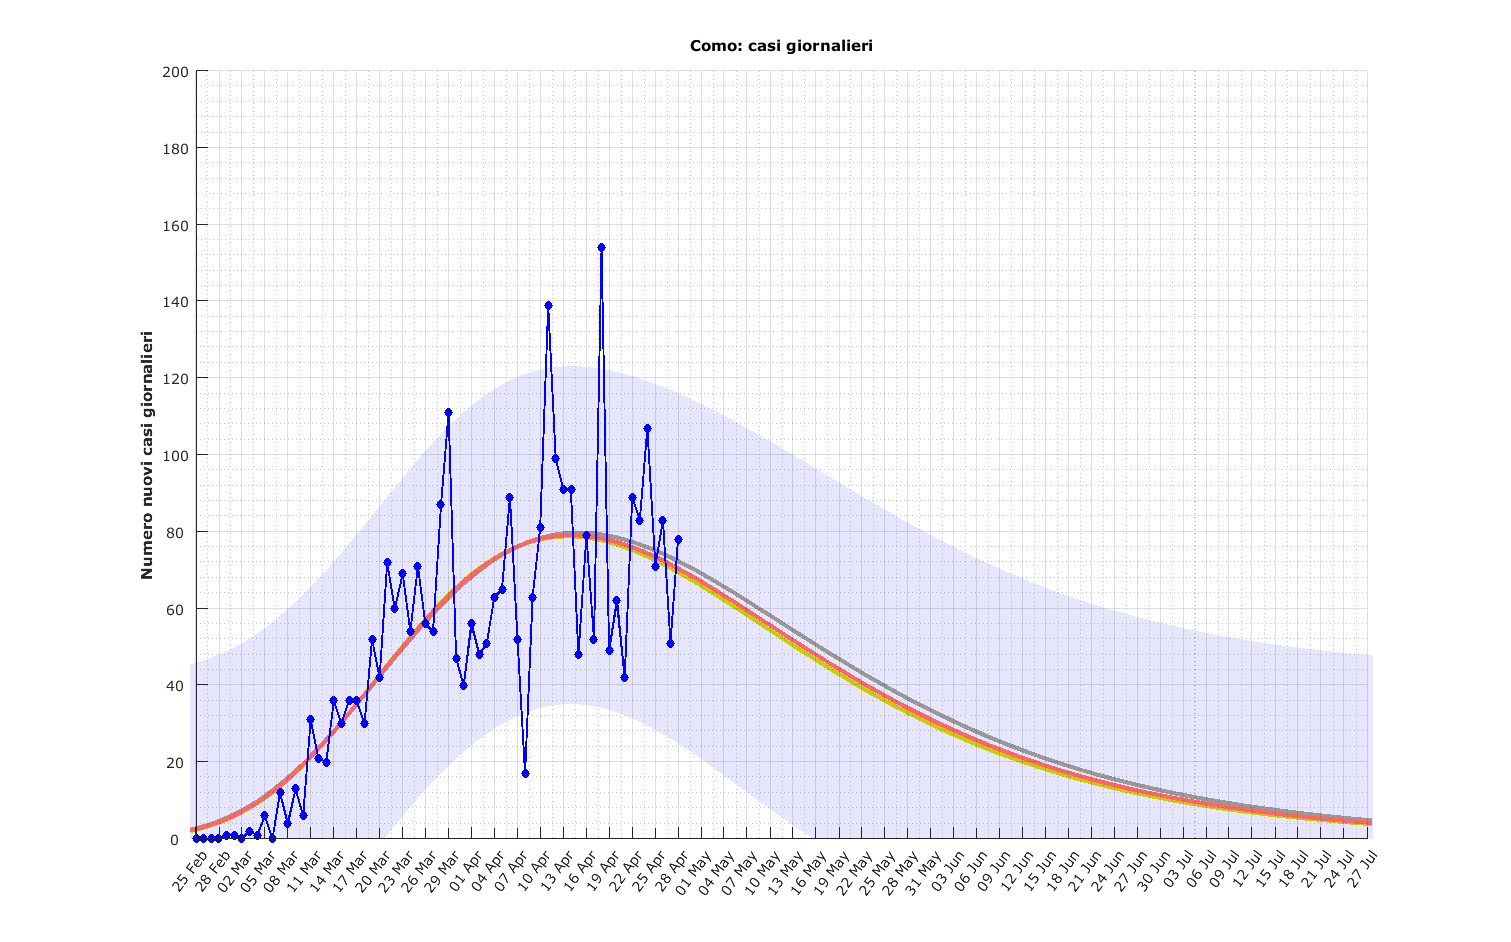 Como: casi giornalieri
Numero nuovi casi giornalieri
200
180
160
140
120
100
80
60
40
20
0
25 Feb
28 Feb
02 Mar
05 Mar
08 Mar
11 Mar
14 Mar
17 Mar
20 Mar
23 Mar
26 Mar
29 Mar
01 Apr
04 Apr
07 Apr
10 Apr
13 Apr
16 Apr
19 Apr
22 Apr
25 Apr
28 Apr
01 May
04 May
07 May
10 May
13 May
16 May
19 May
22 May
25 May
28 May
31 May
03 Jun
06 Jun
09 Jun
12 Jun
15 Jun
18 Jun
21 Jun
24 Jun
27 Jun
30 Jun
03 Jul
06 Jul
09 Jul
12 Jul
15 Jul
18 Jul
21 Jul
24 Jul
27 Jul